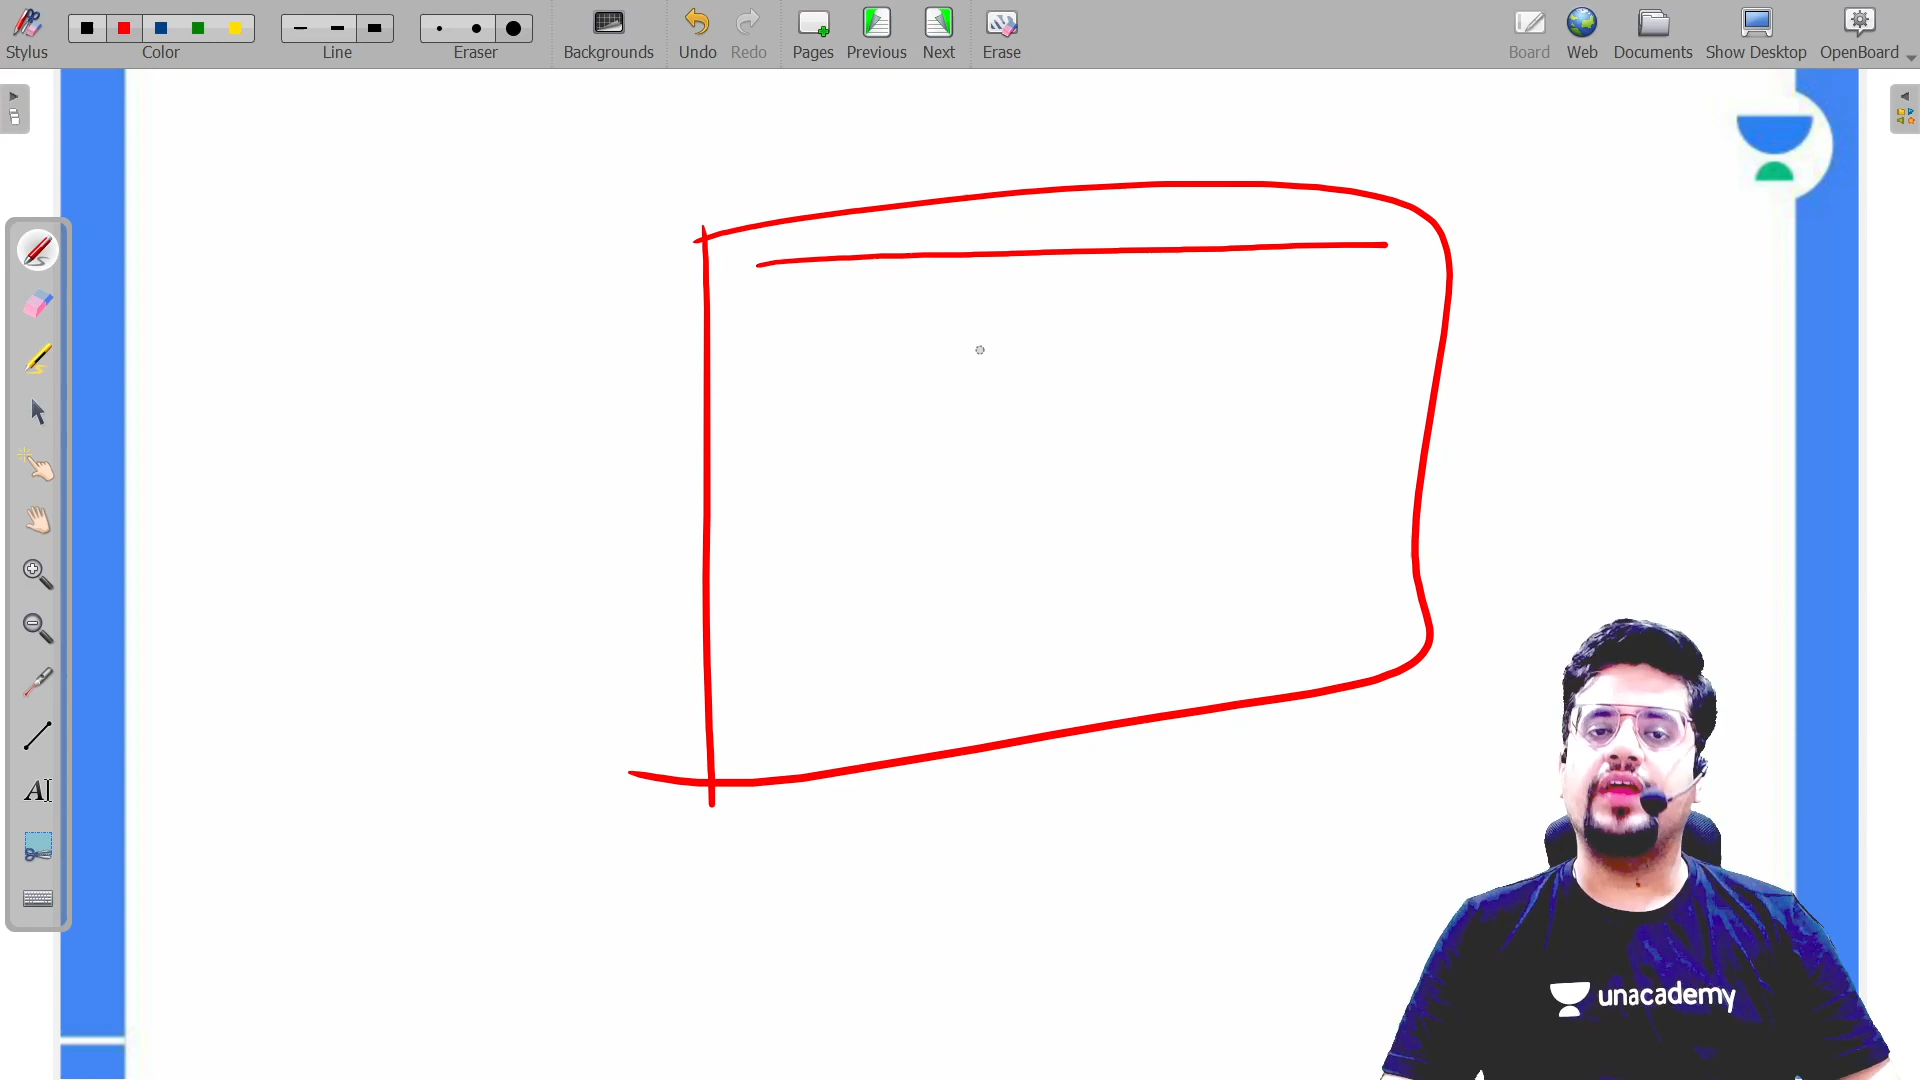 Stylus
Color
Line
Eraser
Backgrounds
Undo
Redo
Pages
Previous
Next
Erase
Board
Web
Documents
Show Desktop
OpenBoard
A
unacademy